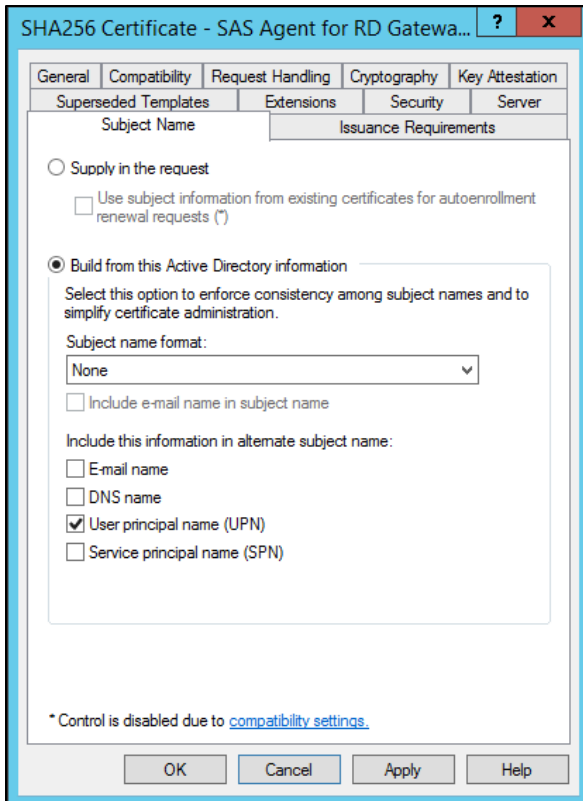 SHA256 Certificate - SAS Agent for RD Gatewa... ? x
General Compatibility Request Handling Cryptography Key Attestation
Superseded Templates Extensions Security Server
Subject Name Issuance Requirements
Supply in the request
Use subject information from existing certificates for autoenrollment
renewal requests (*)
Build from this Active Directory information
Select this option to enforce consistency among subject names and to
simplify certificate administration.
Subject name format:
None
Include e-mail name in subject name
Include this information in alternate subject name:
E-mail name
DNS name
User principal name (UPN)
Service principal name (SPN)
* Control is disabled due to compatibility settings.
OK Cancel Apply Help